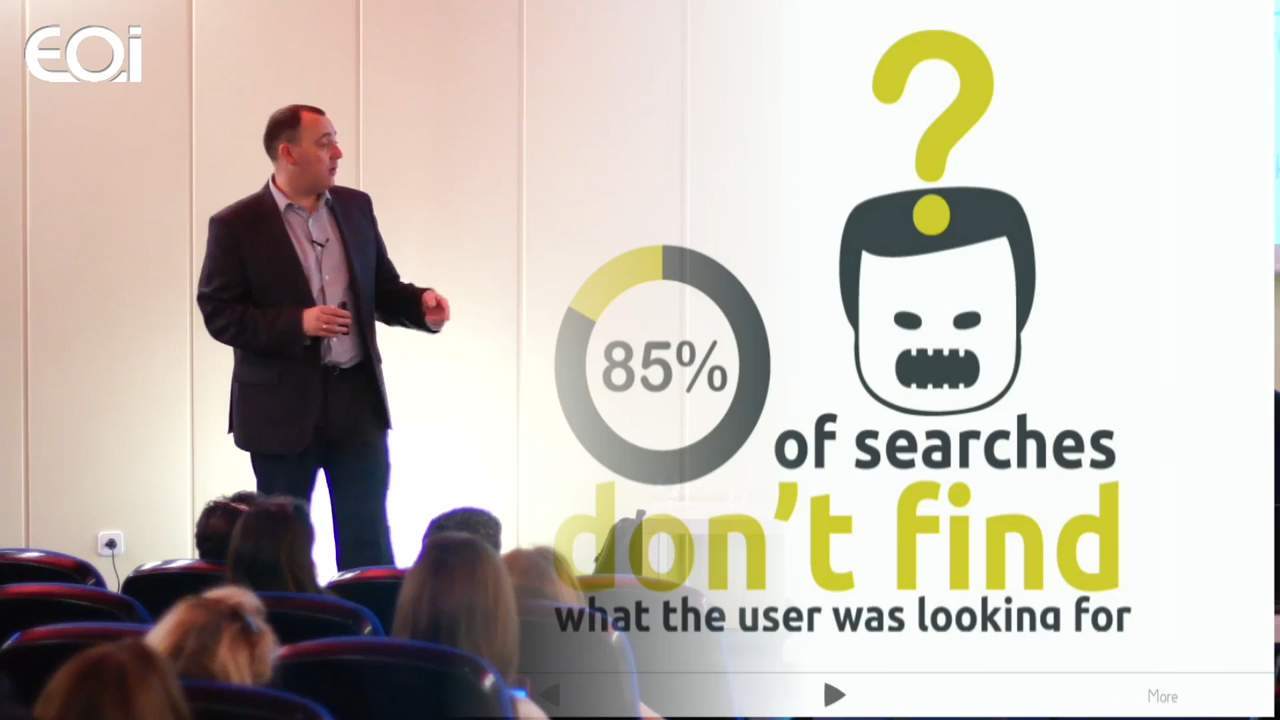 EOi
85%
of searches
don't find
what the user was looking for
More